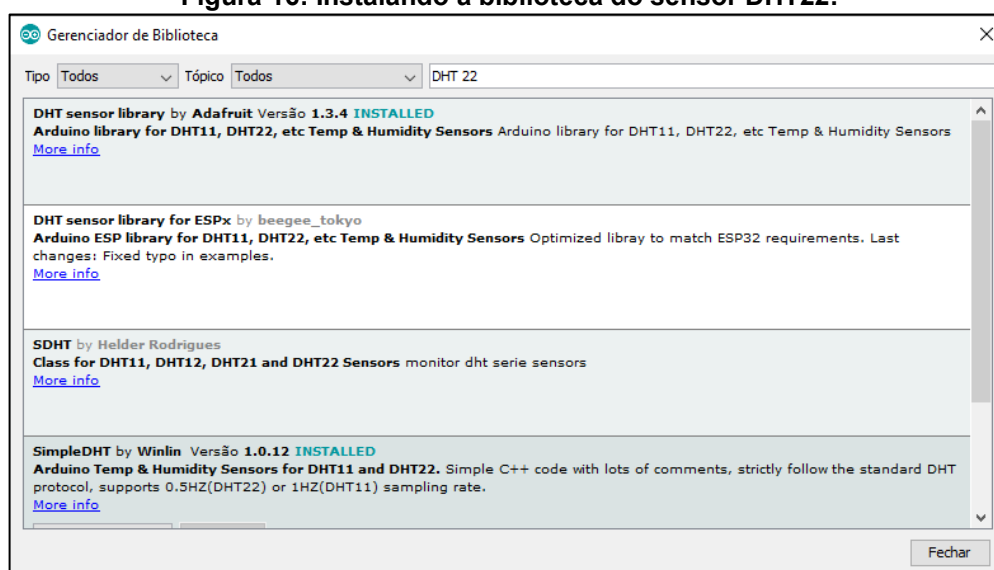 Figura 10: Instalando a biblioteca do sensor DHT22.
Gerenciador de Biblioteca
Tipo Todos Tópico Todos DHT 22
DHT sensor library by Adafruit Versão 1.3.4 INSTALLED
Arduino library for DHT11, DHT22, etc Temp & Humidity Sensors Arduino library for DHT11, DHT22, etc Temp & Humidity Sensors
More info
DHT sensor library for ESPx by beegee_tokyo
Arduino ESP library for DHT11, DHT22, etc Temp & Humidity Sensors Optimized libray to match ESP32 requirements. Last
changes: Fixed typo in examples.
More info
SDHT by Helder Rodrigues
Class for DHT11, DHT12, DHT21 and DHT22 Sensors monitor dht serie sensors
More info
SimpleDHT by Winlin Versão 1.0.12 INSTALLED
Arduino Temp & Humidity Sensors for DHT11 and DHT22. Simple C++ code with lots of comments, strictly follow the standard DHT
protocol, supports 0.5HZ(DHT22) or 1HZ(DHT11) sampling rate.
More info
Fechar